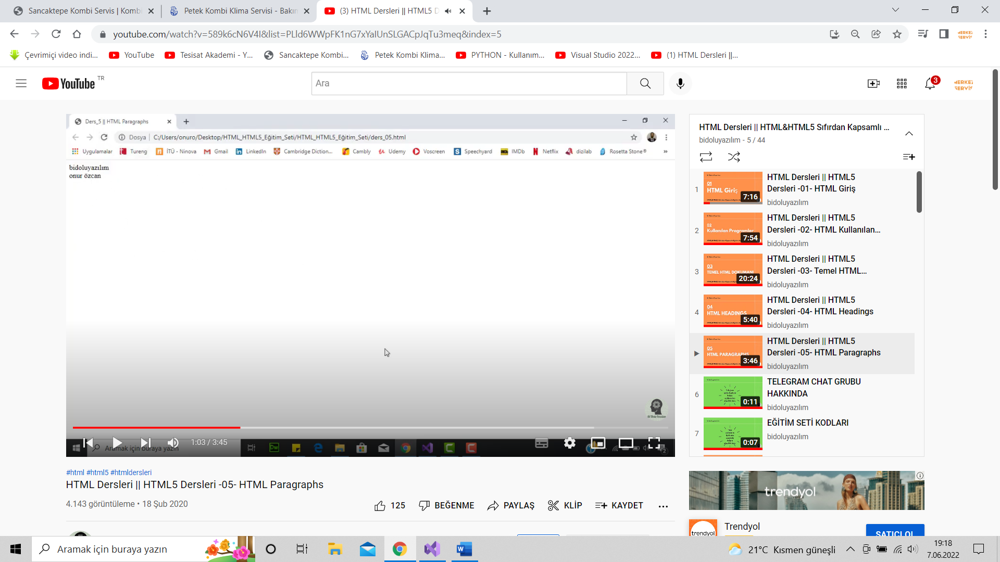 Sancaktepe Kombi Servis | Kombi
Petek Kombi Klima Servisi - Bakım
(3) HTML Dersleri || HTML5 D
youtube.com/watch?v=589k6cN6V4I&list=PLld6WWpFK1nG7xYalUnSLGACpJqTu3meq&index=5
Çevrimiçi video indi...
YouTube
Tesisat Akademi - Y...
Sancaktepe Kombi...
Petek Kombi Klima...
PYTHON - Kullanım...
Visual Studio 2022...
(1) HTML Dersleri ||...
YouTube TR
Ara
3
MERKEZ
SERVİS
Ders_5 || HTML Paragraphs
Dosya | C:/Users/onuro/Desktop/HTML_HTML5_Eğitim_Seti/HTML_HTML5_Eğitim_Seti/ders_05.html
Uygulamalar
Tureng
İTÜ - Ninova
Gmail
LinkedIn
Cambridge Diction...
Cambly
Udemy
Voscreen
Speechyard
IMDb
Netflix
dizilab
Rosetta Stone®
bidoluyazılım
onur özcan
Aramak için buraya yazın
1:03 / 3:45
HTML Dersleri || HTML&HTML5 Sıfırdan Kapsamlı ...
bidoluyazılım - 5 / 44
1
01
HTML Giriş
7:16
HTML Dersleri || HTML5
Dersleri -01- HTML Giriş
bidoluyazılım
2
02
Kullanılan Programlar
7:54
HTML Dersleri || HTML5
Dersleri -02- HTML Kullanılan...
bidoluyazılım
3
03
TEMEL HTML DOKUMANI
20:24
HTML Dersleri || HTML5
Dersleri -03- Temel HTML...
bidoluyazılım
4
04
HTML HEADINGS
5:40
HTML Dersleri || HTML5
Dersleri -04- HTML Headings
bidoluyazılım
05
HTML PARAGRAPHS
3:46
HTML Dersleri || HTML5
Dersleri -05- HTML Paragraphs
bidoluyazılım
6
0:11
TELEGRAM CHAT GRUBU
HAKKINDA
bidoluyazılım
7
0:07
EĞİTİM SETİ KODLARI
bidoluyazılım
#html #html5 #htmldersleri
HTML Dersleri || HTML5 Dersleri -05- HTML Paragraphs
4.143 görüntüleme • 18 Şub 2020
125
BEĞENME
PAYLAŞ
KLİP
KAYDET
trendyol
trendyol
Trendyol
SATICI OL
Aramak için buraya yazın
21°C Kısmen güneşli
19:18
7.06.2022